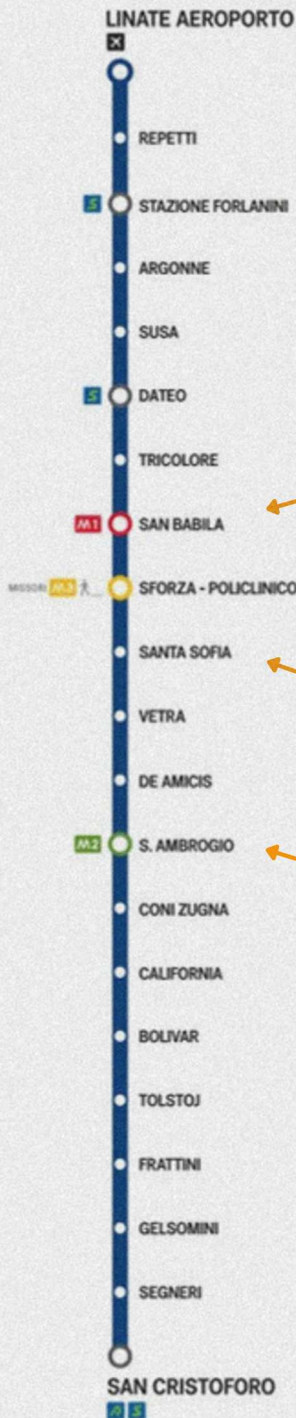 LINATE AEROPORTO
REPETTI
S STAZIONE FORLANINI
ARGONNE
SUSA
S DATEO
TRICOLORE
M1 SAN BABILA
MISSORI M3 SFORZA - POLICLINICO
SANTA SOFIA
VETRA
DE AMICIS
M2 S. AMBROGIO
CONI ZUGNA
CALIFORNIA
BOLIVAR
TOLSTOJ
FRATTINI
GELSOMINI
SEGNERI
SAN CRISTOFORO
R S